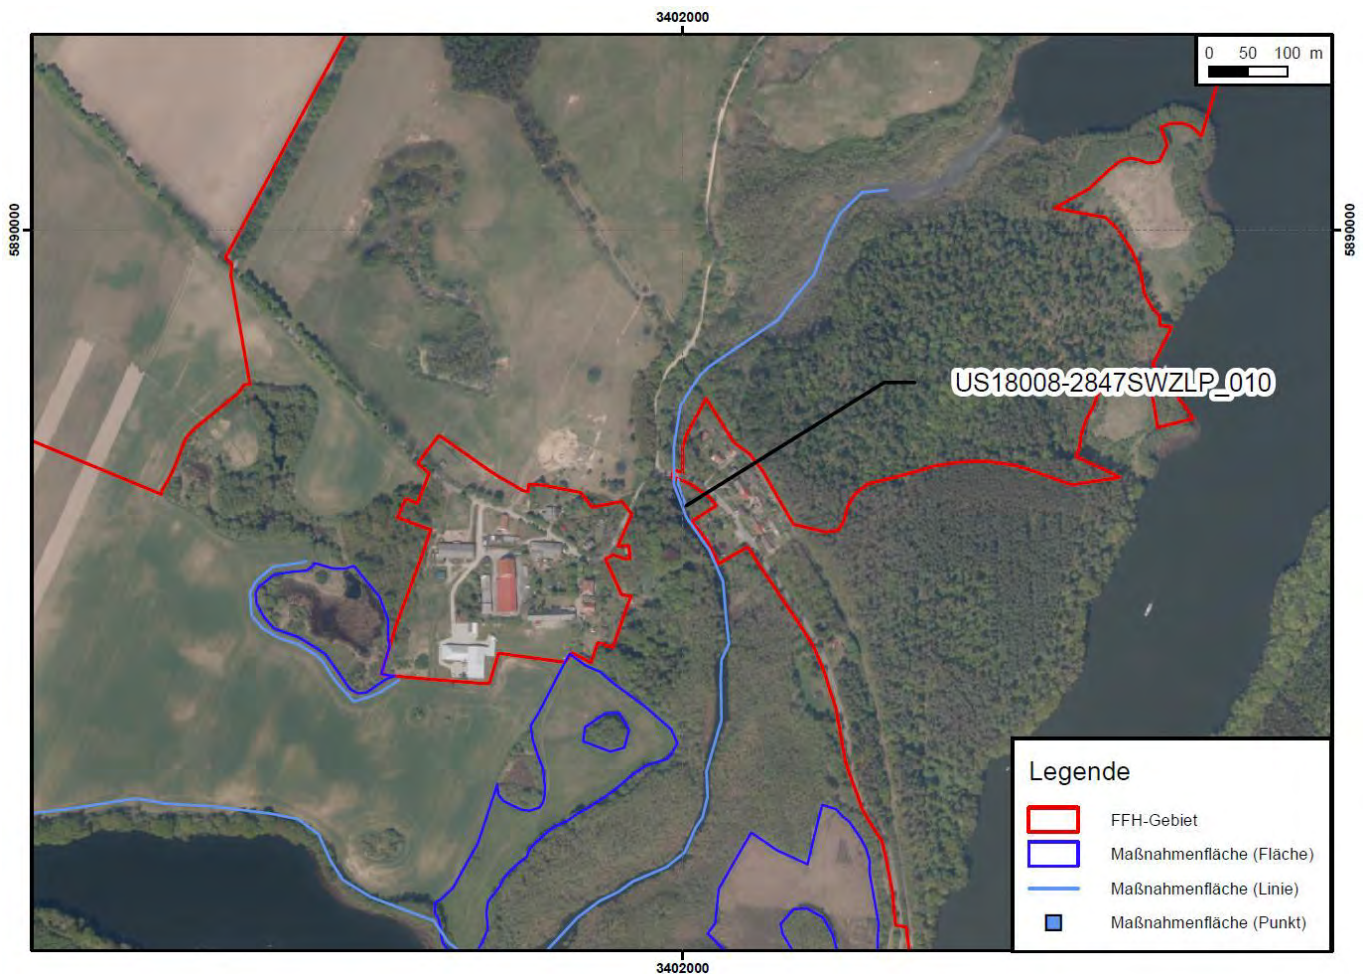 3402000
0 50 100 m
5890000
5890000
US18008-2847SWZLP_010
Legende
FFH-Gebiet
Maßnahmenfläche (Fläche)
Maßnahmenfläche (Linie)
Maßnahmenfläche (Punkt)
3402000